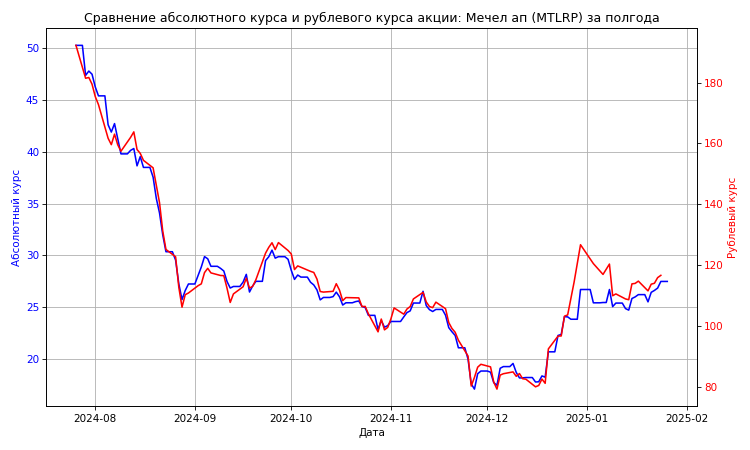 Сравнение абсолютного курса и рублевого курса акции: Мечел ап (MTLRP) за полгода
50
45
40
35
30
25
20
Абсолютный курс
180
160
140
120
100
80
Рублевый курс
2024-08 2024-09 2024-10 2024-11 2024-12 2025-01 2025-02
Дата